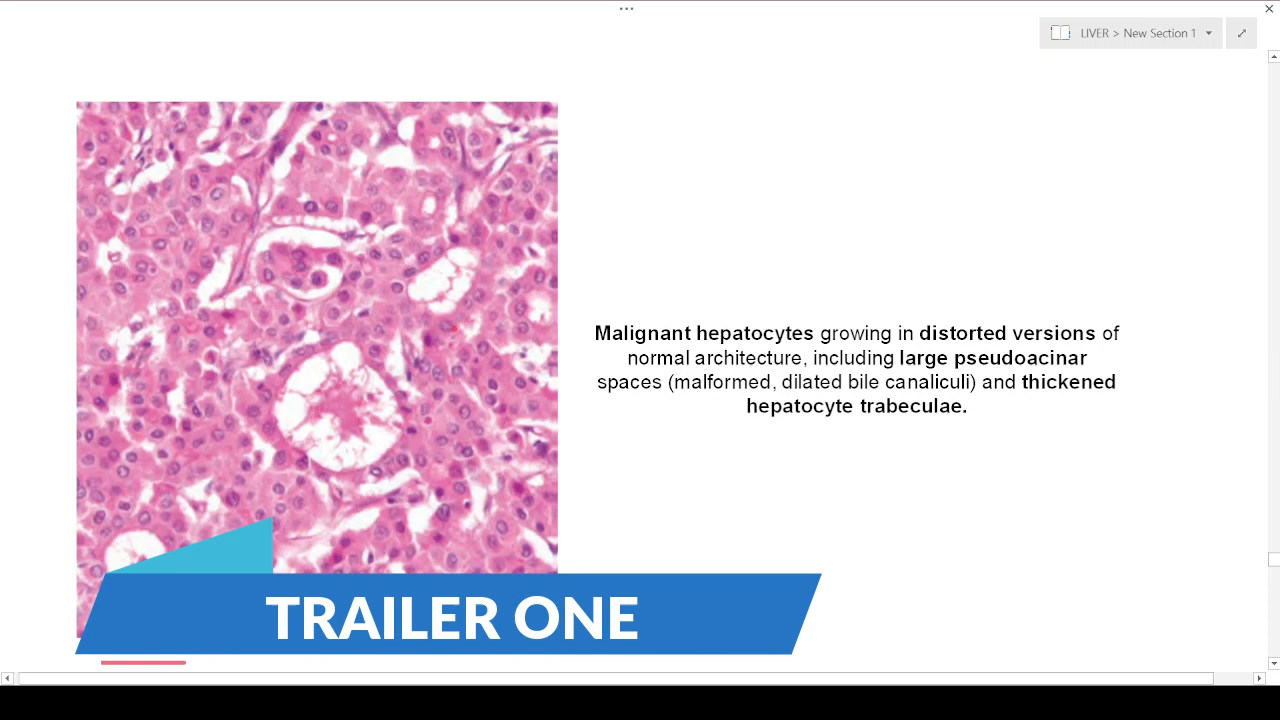 LIVER > New Section 1
Malignant hepatocytes growing in distorted versions of
normal architecture, including large pseudoacinar
spaces (malformed, dilated bile canaliculi) and thickened
hepatocyte trabeculae.
TRAILER ONE